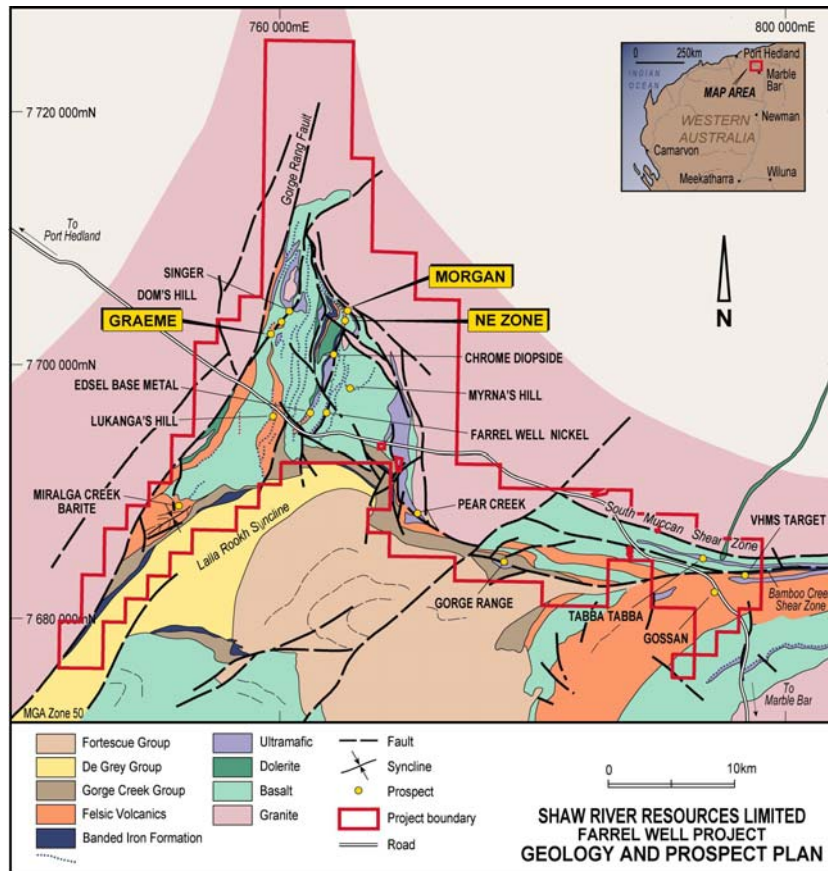 760 000mE
800 000mE
7 720 000mN
0 250km
Port Hedland
INDIAN
OCEAN
Marble
Bar
MAP AREA
Newman
WESTERN
AUSTRALIA
Carnarvon
Wiluna
Meekatharra
Gorge Rang Fault
To
Port Hedland
N
SINGER
DOM'S HILL
GRAEME
MORGAN
NE ZONE
7 700 000mN
CHROME DIOPSIDE
EDSEL BASE METAL
MYRNA'S HILL
LUKANGA'S HILL
FARREL WELL NICKEL
MIRALGA CREEK
BARITE
PEAR CREEK
Lalla Rookh Syncline
South Muccan Shear Zone
VHMS TARGET
GORGE RANGE
Bamboo Creek
Shear Zone
TABBA TABBA
7 680 000mN
GOSSAN
To
Marble Bar
MGA Zone 50
Fortescue Group
De Grey Group
Gorge Creek Group
Felsic Volcanics
Banded Iron Formation
Ultramafic
Dolerite
Basalt
Granite
Fault
Syncline
Prospect
Project boundary
Road
0 10km
SHAW RIVER RESOURCES LIMITED
FARREL WELL PROJECT
GEOLOGY AND PROSPECT PLAN